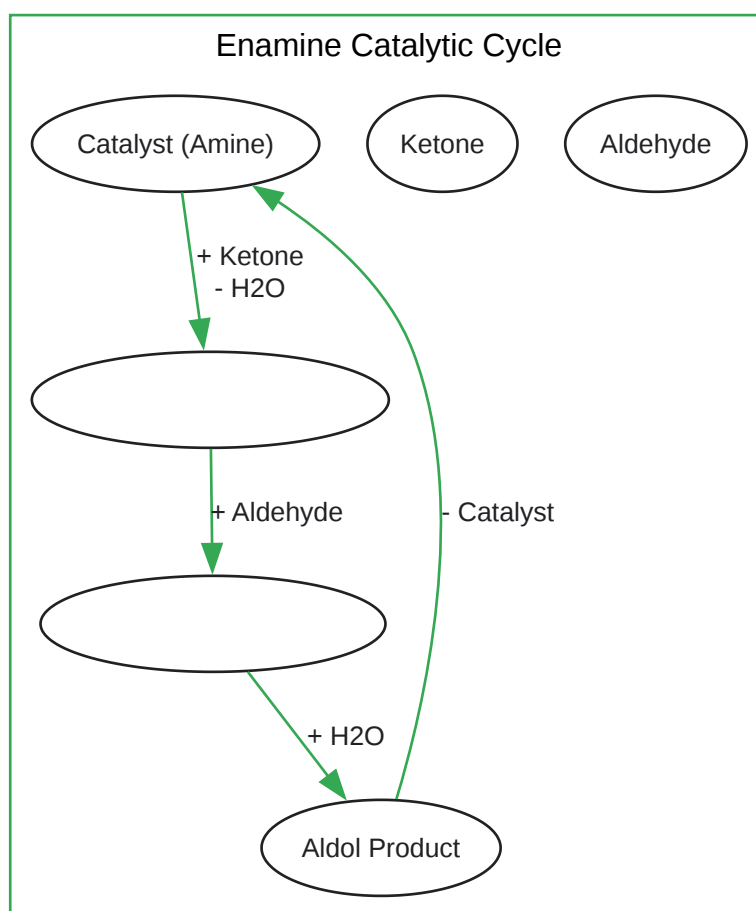 Enamine Catalytic Cycle
Catalyst (Amine)
Ketone
Aldehyde
+ Ketone
- H2O
+ Aldehyde
- Catalyst
+ H2O
Aldol Product